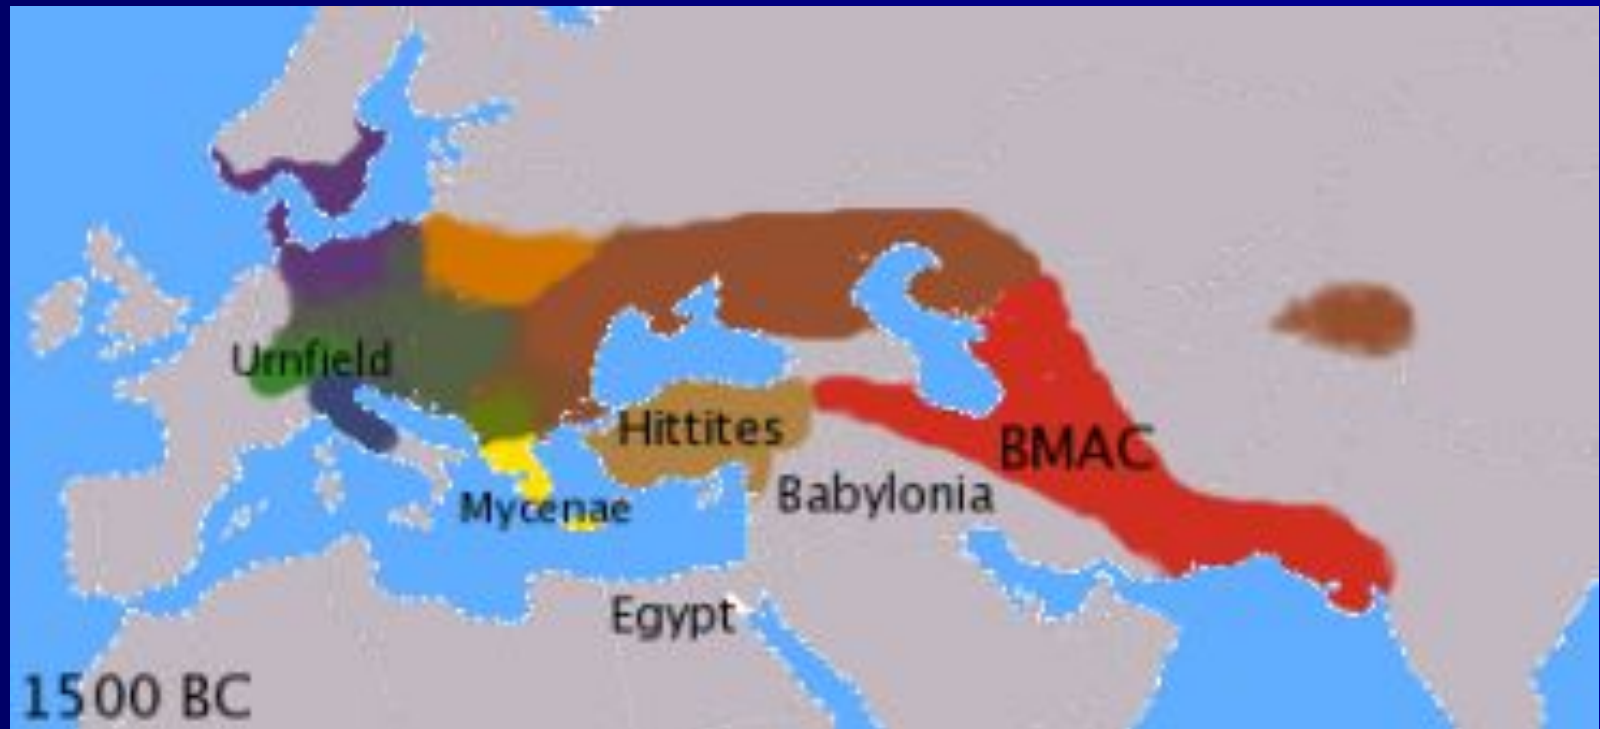 Urnfield
Hittites
BMAC
Mycenae
Babylonia
Egypt
1500 BC